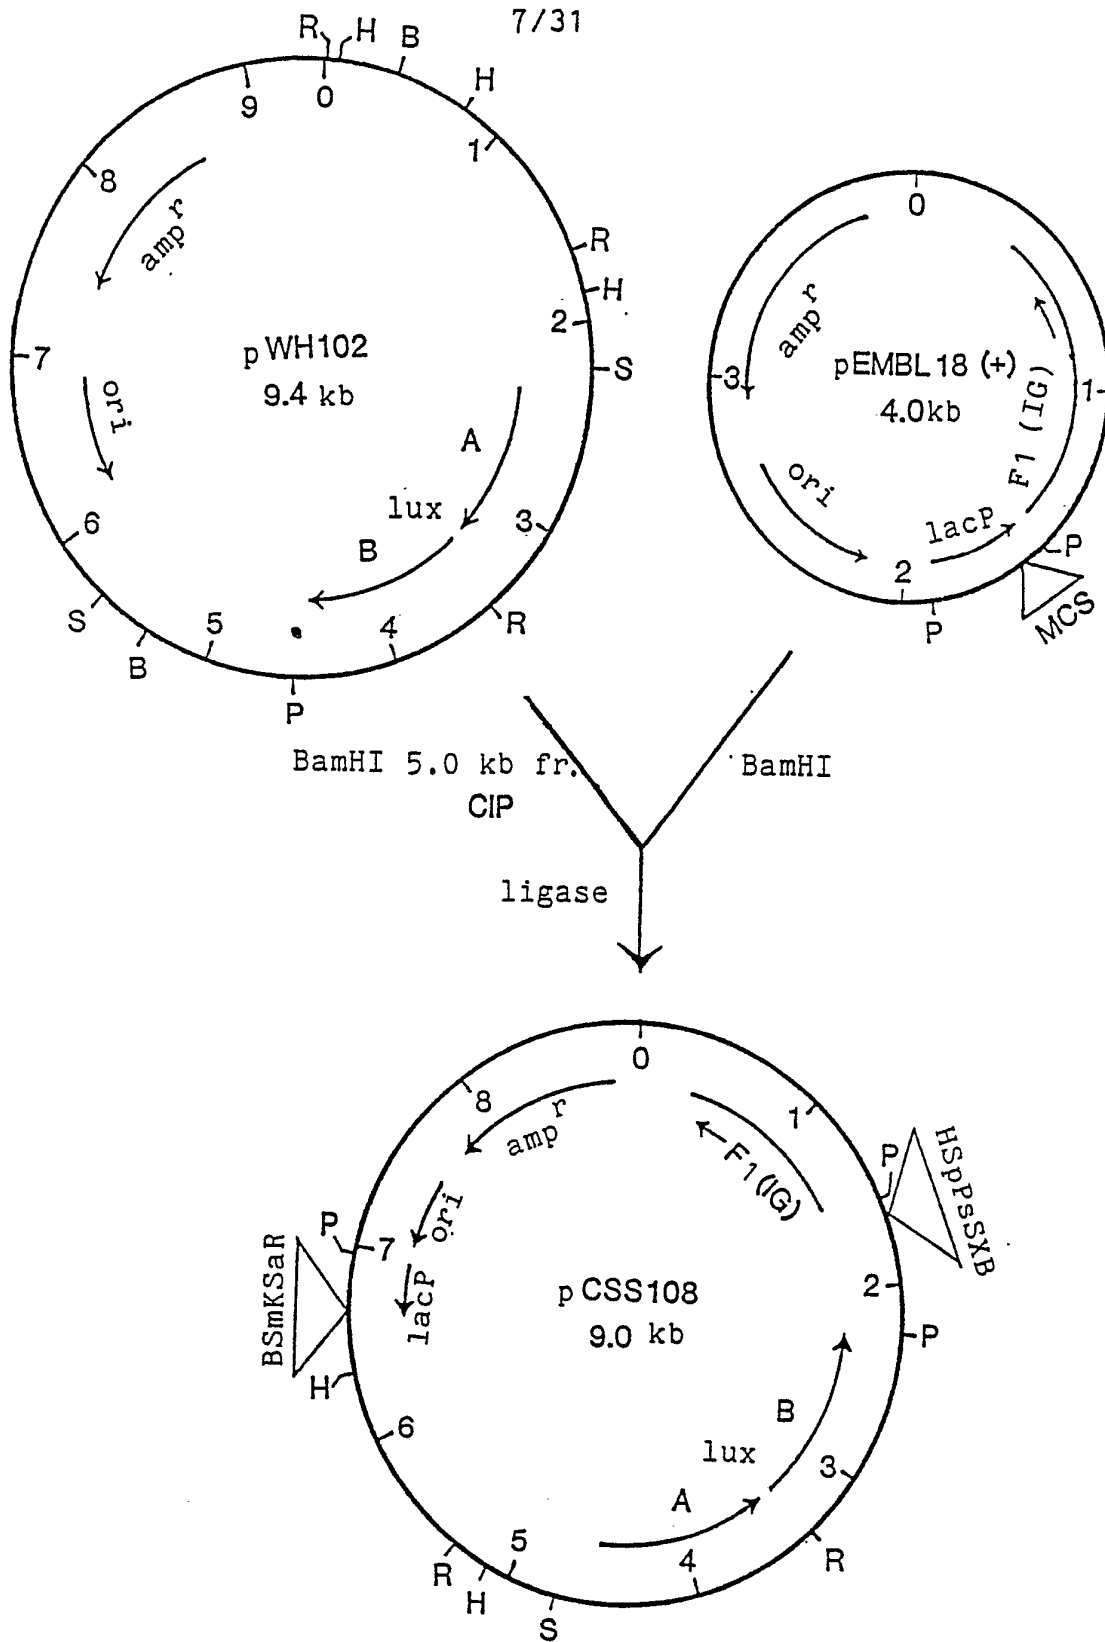 7/31
R H B
H
1
R
H
2
S
3
R
4
P
5
B
S
6
7
8
9
0
amp r
ori
pWH102
9.4 kb
A
lux
B
0
1
P
MCS
P
2
3
amp r
ori
lacP
F1 (IG)
pEMBL18 (+)
4.0kb
BamHI 5.0 kb fr.
CIP
BamHI
ligase
0
1
P
HSpPsSXB
2
P
3
R
4
S
5
H
R
6
H
BSmKSaR
P
7
8
amp r
ori
lacP
F1(IG)
pCSS108
9.0 kb
B
lux
A